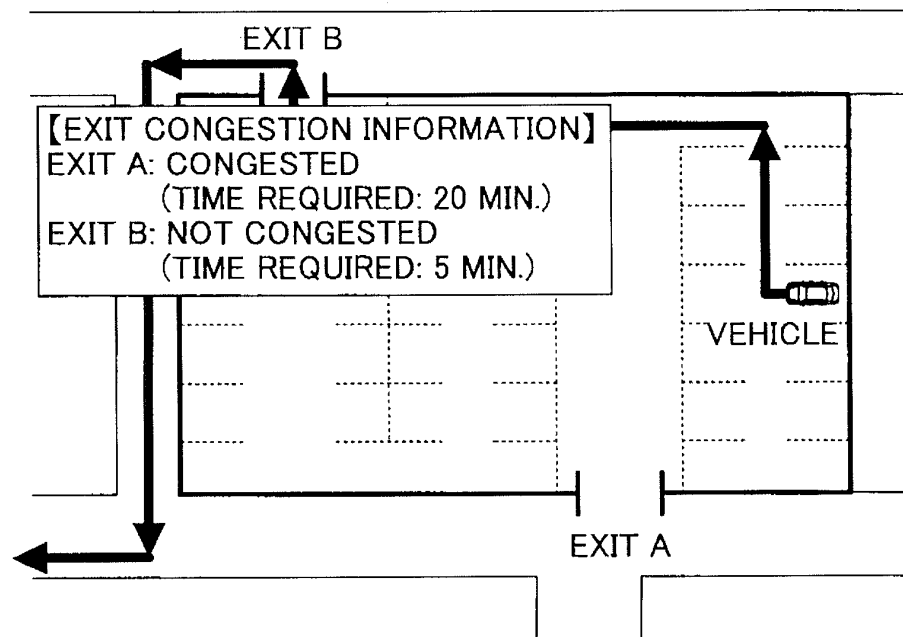 EXIT B
【EXIT CONGESTION INFORMATION】
EXIT A: CONGESTED
(TIME REQUIRED: 20 MIN.)
EXIT B: NOT CONGESTED
(TIME REQUIRED: 5 MIN.)
VEHICLE
EXIT A